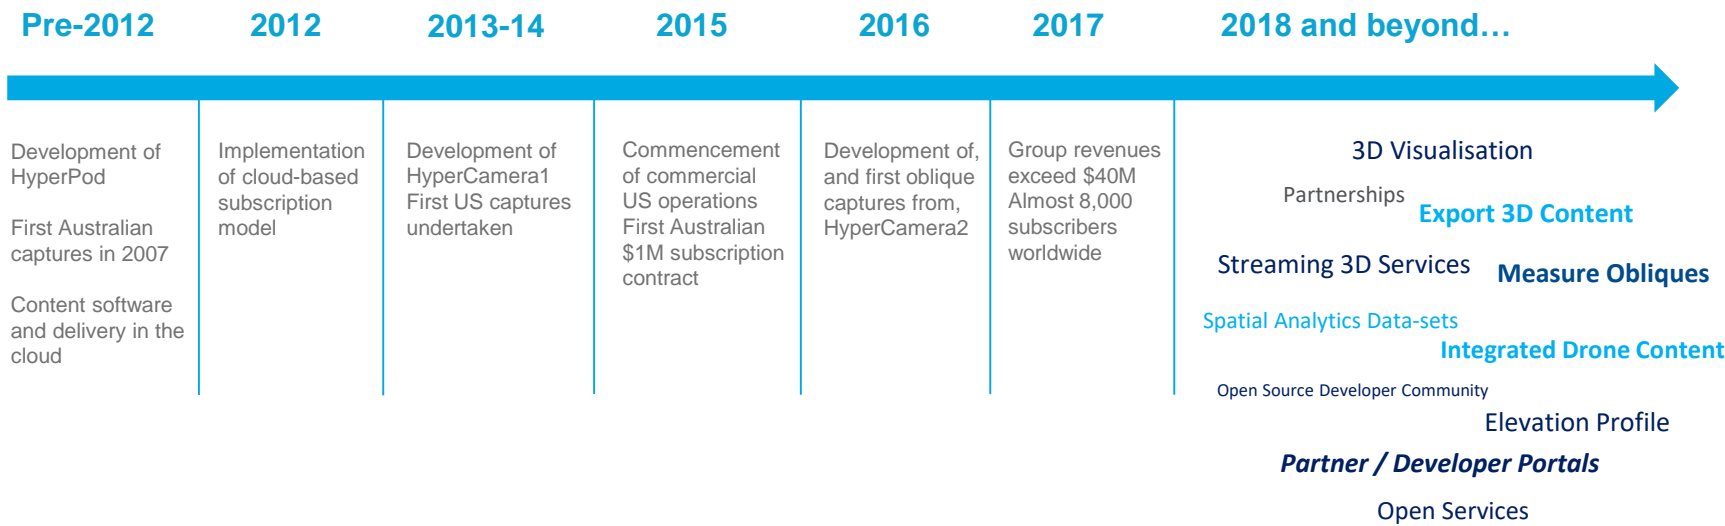 Pre-2012
2012
2013-14
2015
2016
2017
2018 and beyond…
Development of
HyperPod
First Australian
captures in 2007
Content software
and delivery in the
cloud
Implementation
of cloud-based
subscription
model
Development of
HyperCamera1
First US captures
undertaken
Commencement
of commercial
US operations
First Australian
$1M subscription
contract
Development of,
and first oblique
captures from,
HyperCamera2
Group revenues
exceed $40M
Almost 8,000
subscribers
worldwide
3D Visualisation
Partnerships
Export 3D Content
Streaming 3D Services
Measure Obliques
Spatial Analytics Data-sets
Integrated Drone Content
Open Source Developer Community
Elevation Profile
Partner / Developer Portals
Open Services